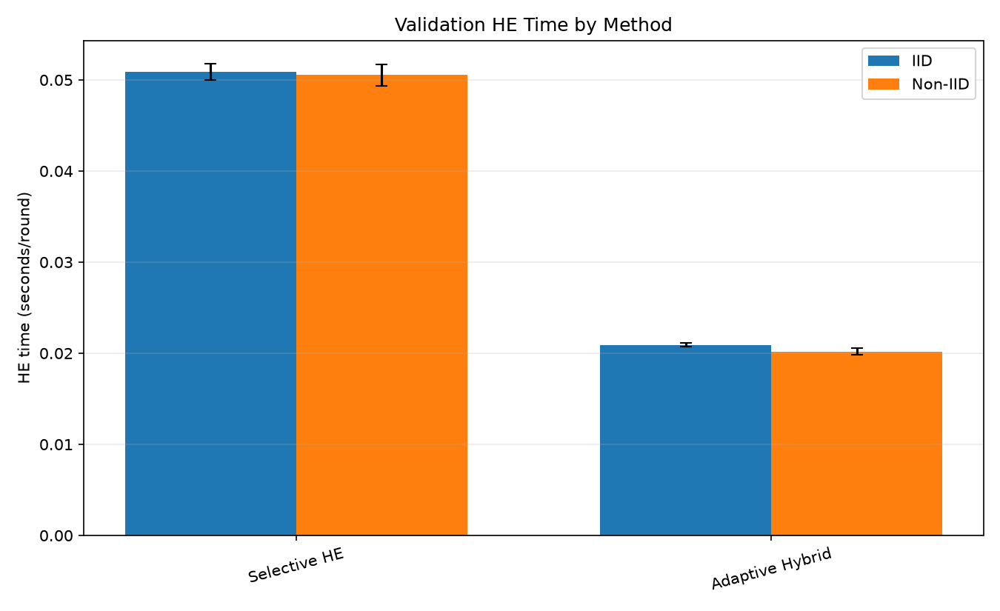 Validation HE Time by Method
IID
Non-IID
HE time (seconds/round)
0.05
0.04
0.03
0.02
0.01
0.00
Selective HE
Adaptive Hybrid